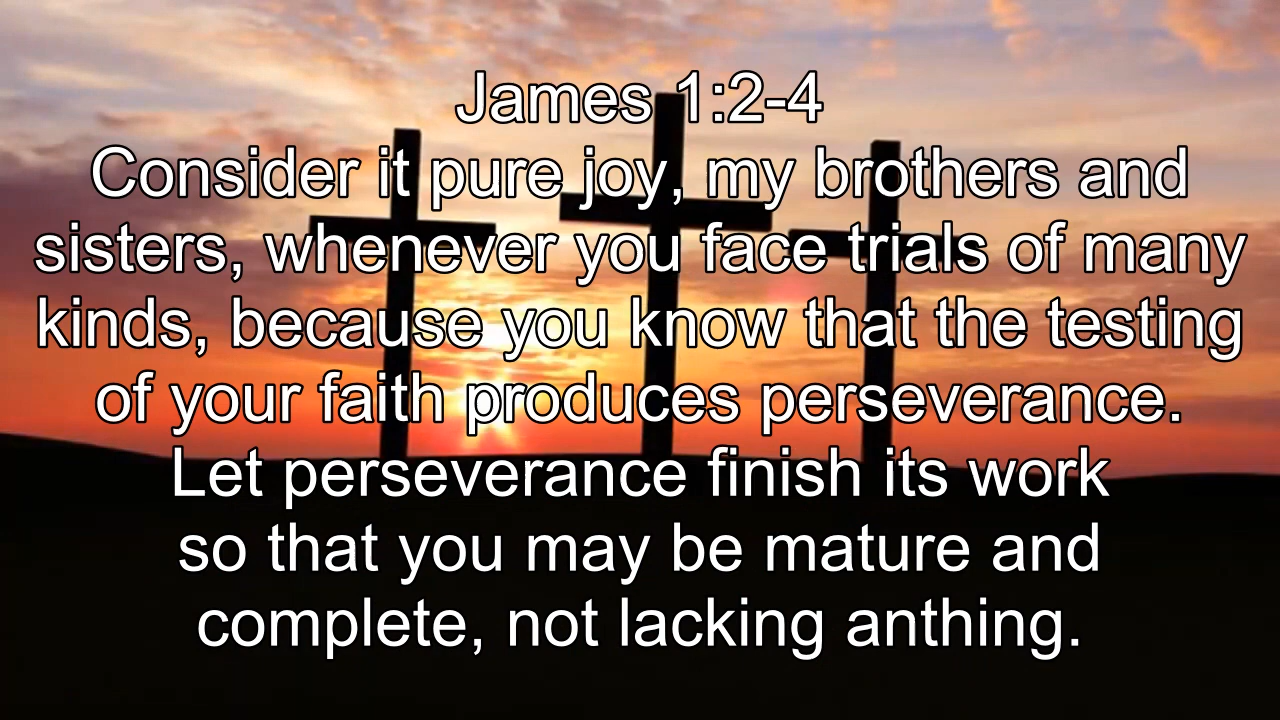 James 1:2-4
Consider it pure joy, my brothers and
sisters, whenever you face trials of many
kinds, because you know that the testing
of your faith produces perseverance.
Let perseverance finish its work
so that you may be mature and
complete, not lacking anthing.